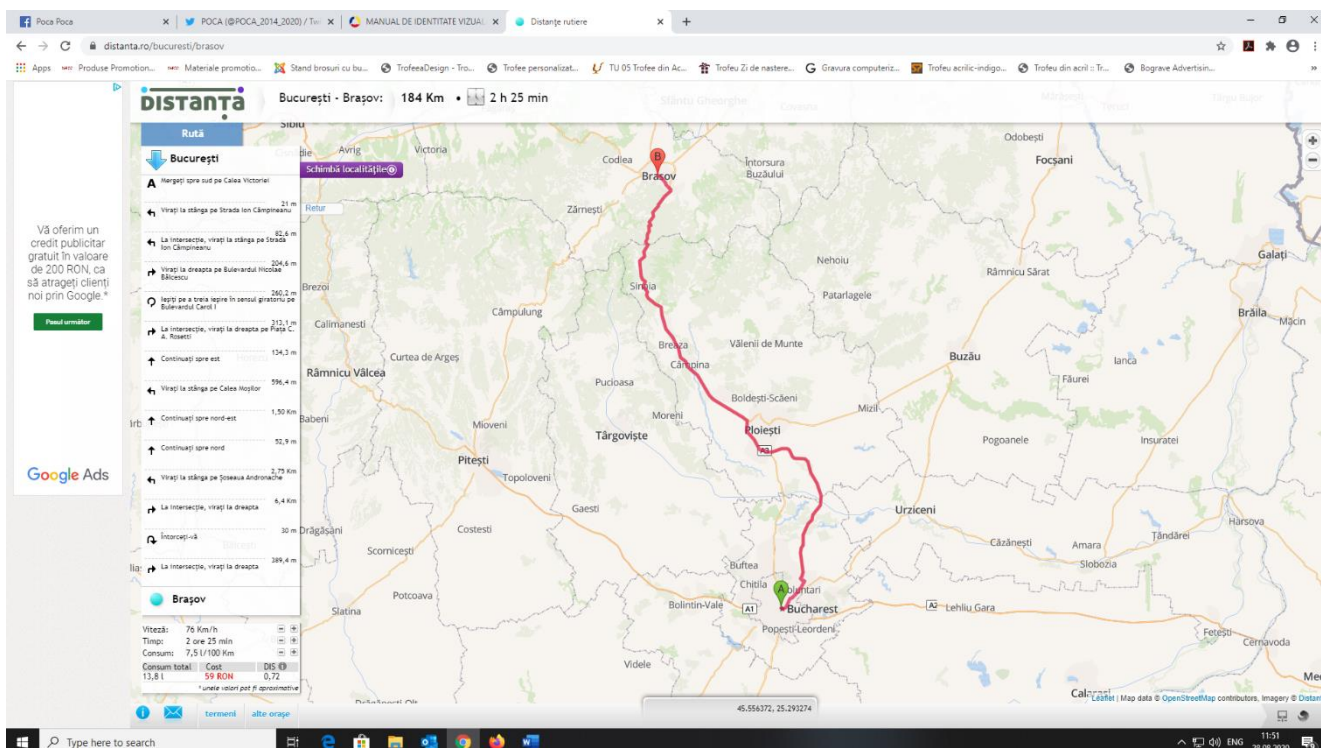 Poca Poca
POCA (@POCA_2014_2020) / Twi
MANUAL DE IDENTITATE VIZUAL
Distanțe rutiere
distanta.ro/bucuresti/brasov
Apps
Produse Promotion...
Materiale promotio...
Stand brosuri cu bu...
TrofeeaDesign - Tro...
Trofee personalizat...
TU 05 Trofee din Ac...
Trofeu Zi de nastere...
Gravura computeriz...
Trofeu acrilic-indigo...
Trofeu din acril :: Tr...
Bograve Advertisin...
DISTANȚĂ
București - Brașov: 184 Km • 2 h 25 min
Rută
București
Schimbă localitățile
Retur
A Mergeți spre sud pe Calea Victoriei
21 m
Virați la stânga pe Strada Ion Câmpineanu
82,6 m
La intersecție, virați la stânga pe Strada
Ion Câmpineanu
204,6 m
Virați la dreapta pe Bulevardul Nicolae
Bălcescu
260,2 m
Ieșiți pe a treia ieșire în sensul giratoriu pe
Bulevardul Carol I
313,1 m
La intersecție, virați la dreapta pe Piața C.
A. Rosetti
134,3 m
Continuați spre est
596,4 m
Virați la stânga pe Calea Moșilor
1,50 Km
Continuați spre nord-est
52,9 m
Continuați spre nord
2,75 Km
Virați la stânga pe Șoseaua Andronache
6,4 Km
La intersecție, virați la dreapta
30 m
Întorceți-vă
389,4 m
La intersecție, virați la dreapta
Brașov
Viteză: 76 Km/h
Timp: 2 ore 25 min
Consum: 7,5 l/100 Km
Consum total Cost DIS
13,8 l 59 RON 0,72
* unele valori pot fi aproximative
termeni
alte orașe
Vă oferim un
credit publicitar
gratuit în valoare
de 200 RON, ca
să atrageți clienți
noi prin Google.*
Pasul următor
Google Ads
Sfântu Gheorghe
Covasna
Mărășești
Tecuci
Târgu Bujor
Sibiu
Avrig
Victoria
Codlea
B
Brașov
Întorsura
Buzăului
Odobești
Focșani
Zărnești
Nehoiu
Râmnicu Sărat
Galați
Brezoi
Sinaia
Patarlagele
Câmpulung
Brăila
Măcin
Calimanesti
Curtea de Argeș
Breaza
Vălenii de Munte
Câmpina
Buzău
Ianca
Râmnicu Vâlcea
Pucioasa
Făurei
Boldești-Scăeni
Mizil
Babeni
Mioveni
Moreni
Târgoviște
Ploiești
A3
Pogoanele
Insuratei
Pitești
Topoloveni
Gaesti
Urziceni
Hârsova
Drăgășani
Costesti
Căzănești
Amara
Țăndărei
Slobozia
Scornicești
Buftea
Chitila
A
Voluntari
Potcoava
Slatina
Bolintin-Vale
A1
Bucharest
A2
Lehliu Gara
Popești-Leordeni
Fetești
Cernavoda
Videle
Drăgănești Olt
45.556372, 25.293274
Leaflet | Map data © OpenStreetMap contributors, Imagery © Distan
Type here to search
ENG
11:51